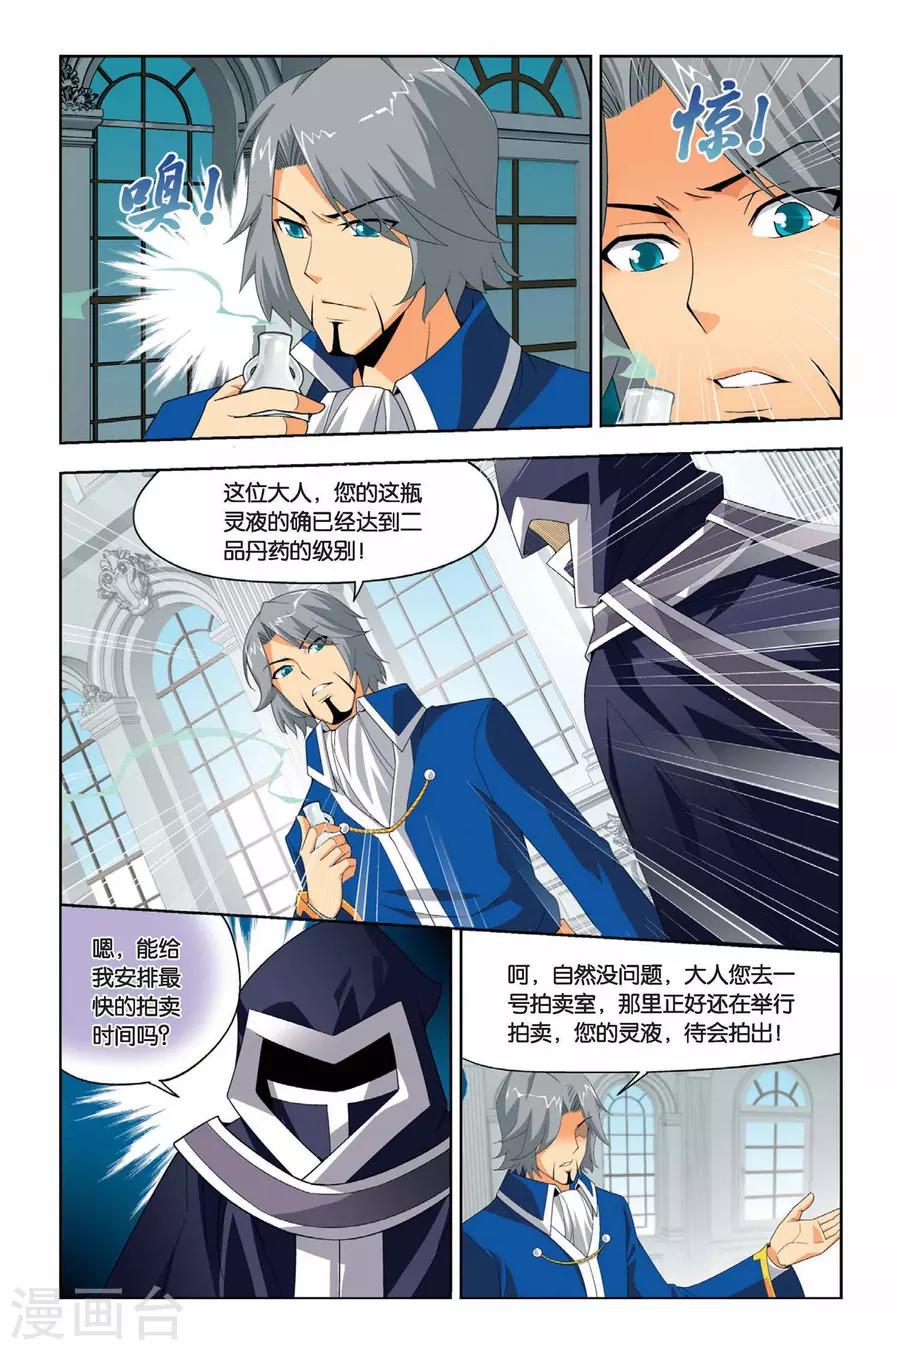 嗅！
惊！
这位大人，您的这瓶
灵液的确已经达到二
品丹药的级别！
嗯，能给
我安排最
快的拍卖
时间吗？
呵，自然没问题，大人您去一
号拍卖室，那里正好还在举行
拍卖，您的灵液，待会拍出！
漫画台